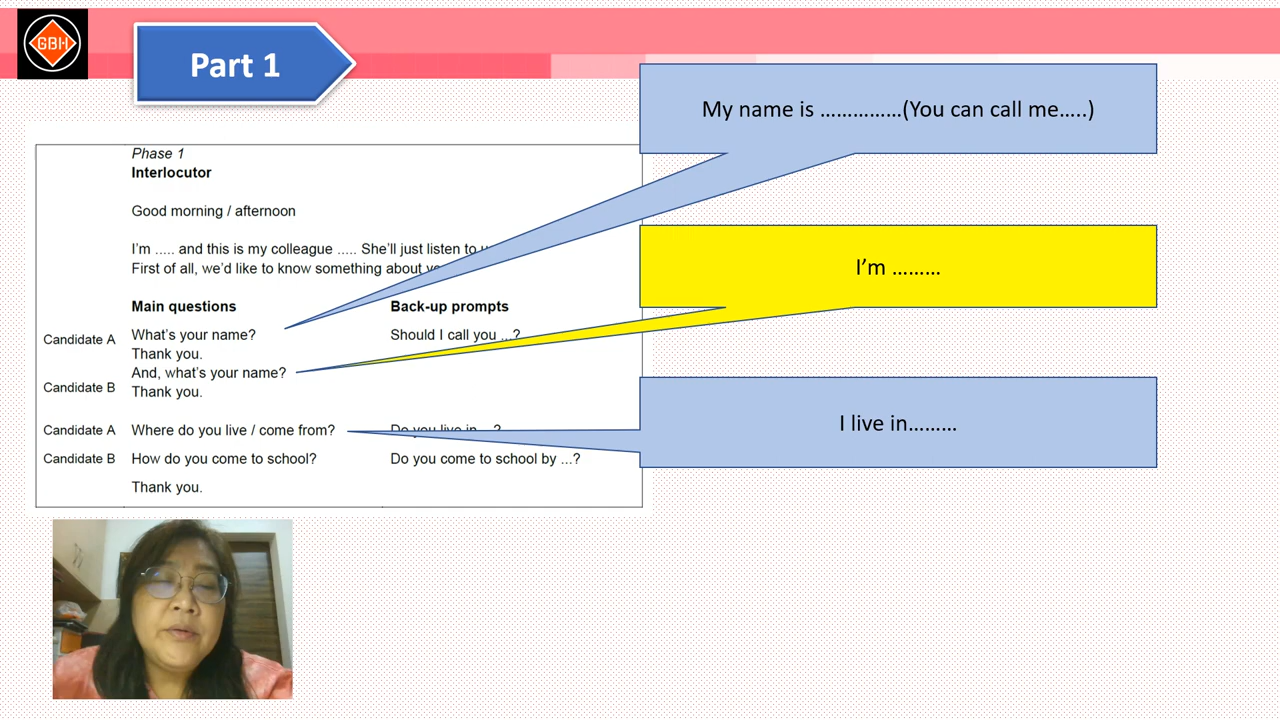 GBH
Part 1
My name is ……………(You can call me…..)
Phase 1
Interlocutor
Good morning / afternoon
I'm ..... and this is my colleague ..... She'll just listen to
First of all, we'd like to know something about
I'm ………
Main questions
Back-up prompts
Candidate A
What's your name?
Should I call you ...?
Thank you.
And, what's your name?
Candidate B
Thank you.
I live in………
Candidate A
Where do you live / come from?
Do you live in ...?
Candidate B
How do you come to school?
Do you come to school by ...?
Thank you.